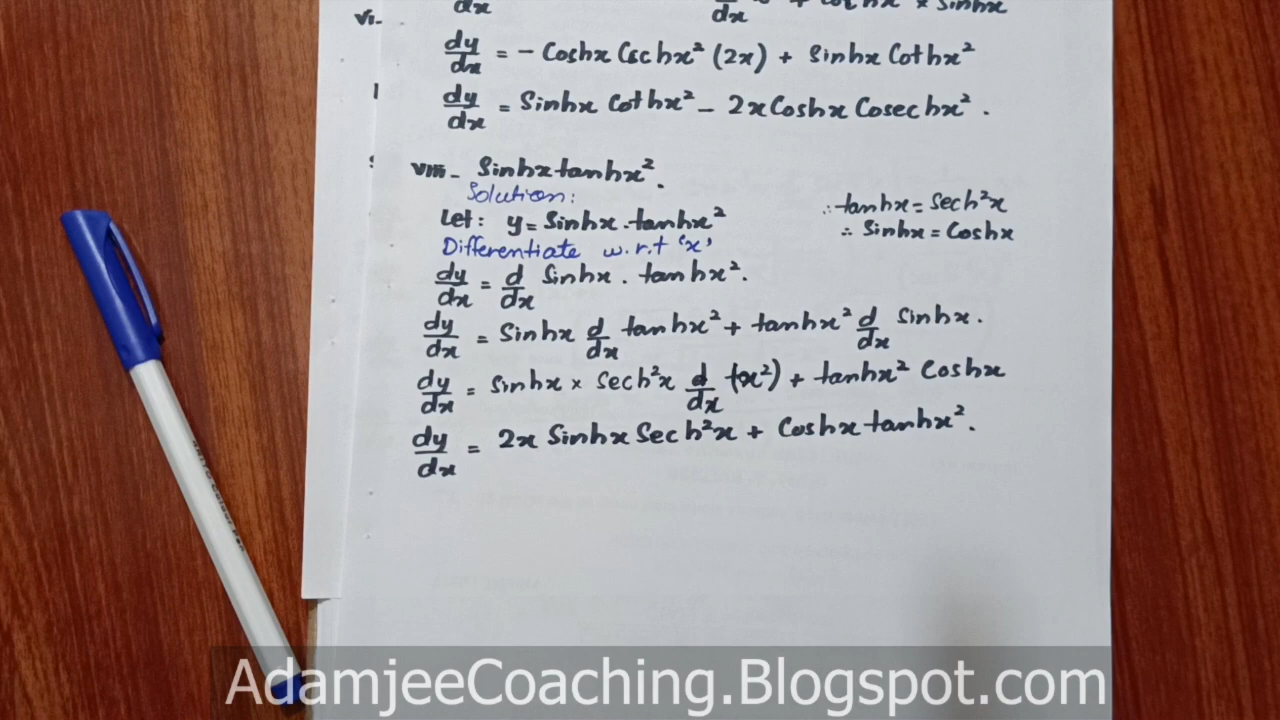 vi-
dx dx
dy/dx = - Coshx Cschx² (2x) + Sinhx Cothx²
dy/dx = Sinhx Cothx² - 2x Coshx Cosechx².
viii- Sinhx tanhx².
Solution:
Let: y = Sinhx . tanhx²
∴ tanhx = Sech²x
∴ Sinhx = Coshx
Differentiate w.r.t 'x'
dy/dx = d/dx Sinhx . tanhx².
dy/dx = Sinhx d/dx tanhx² + tanhx² d/dx Sinhx.
dy/dx = Sinhx × Sech²x d/dx (x²) + tanhx² Coshx
dy/dx = 2x Sinhx Sech²x + Coshx tanhx².
AdamjeeCoaching.Blogspot.com